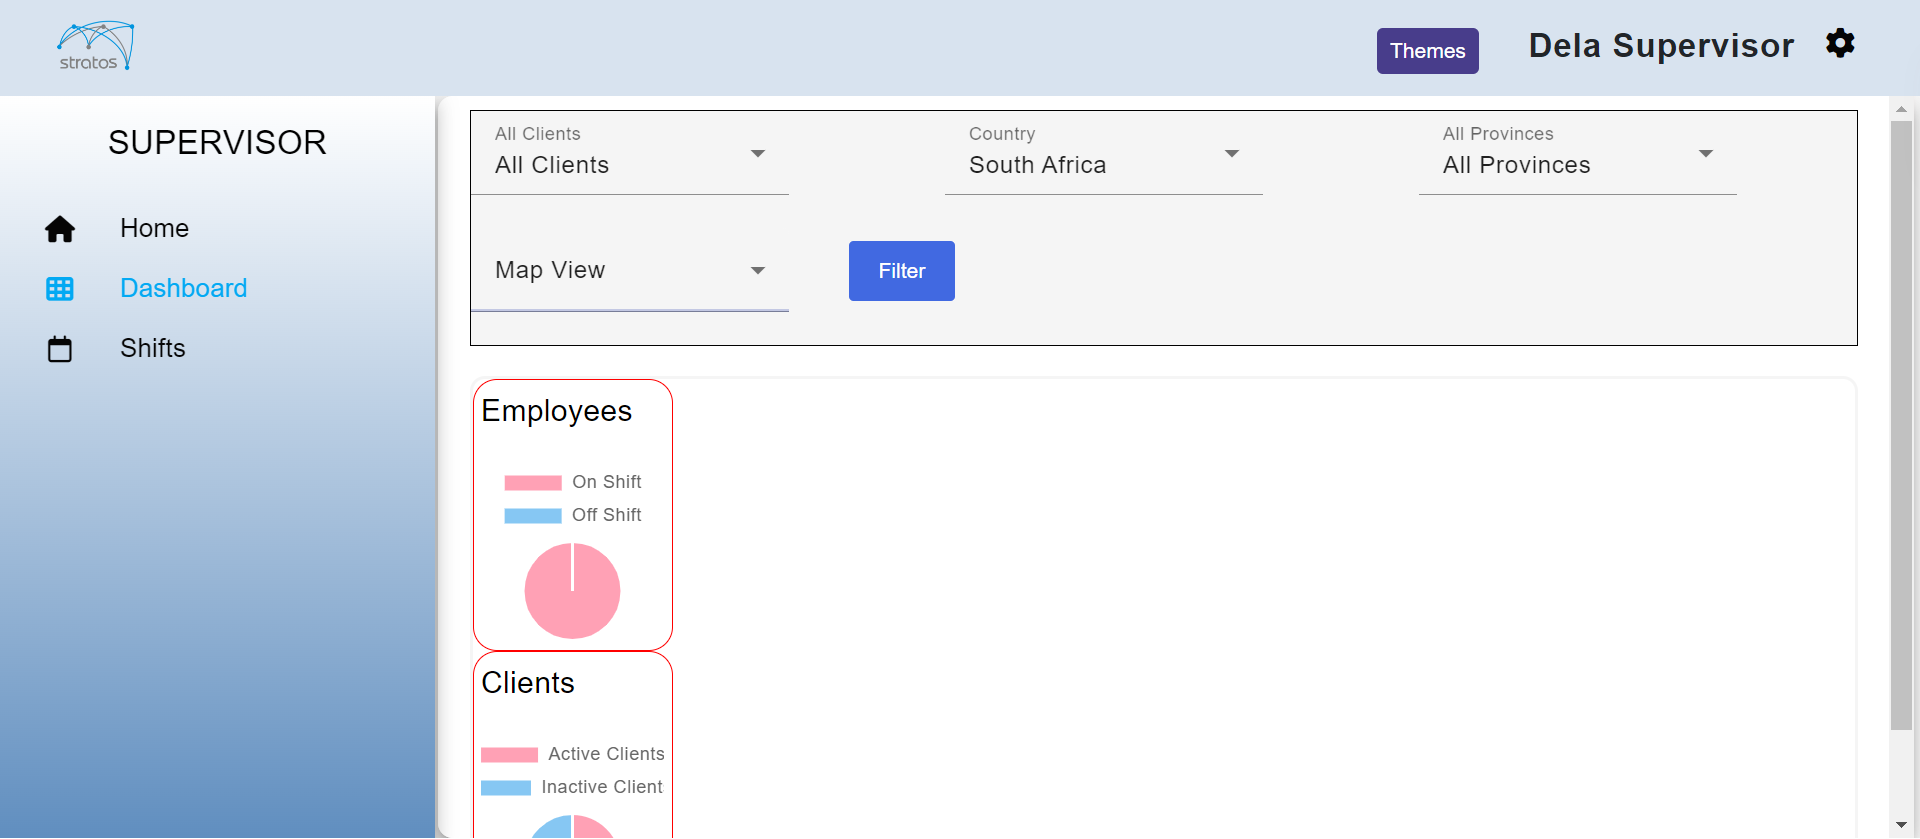 stratos
Themes
Dela Supervisor
SUPERVISOR
Home
Dashboard
Shifts
All Clients
All Clients
Country
South Africa
All Provinces
All Provinces
Map View
Filter
Employees
On Shift
Off Shift
Clients
Active Clients
Inactive Client